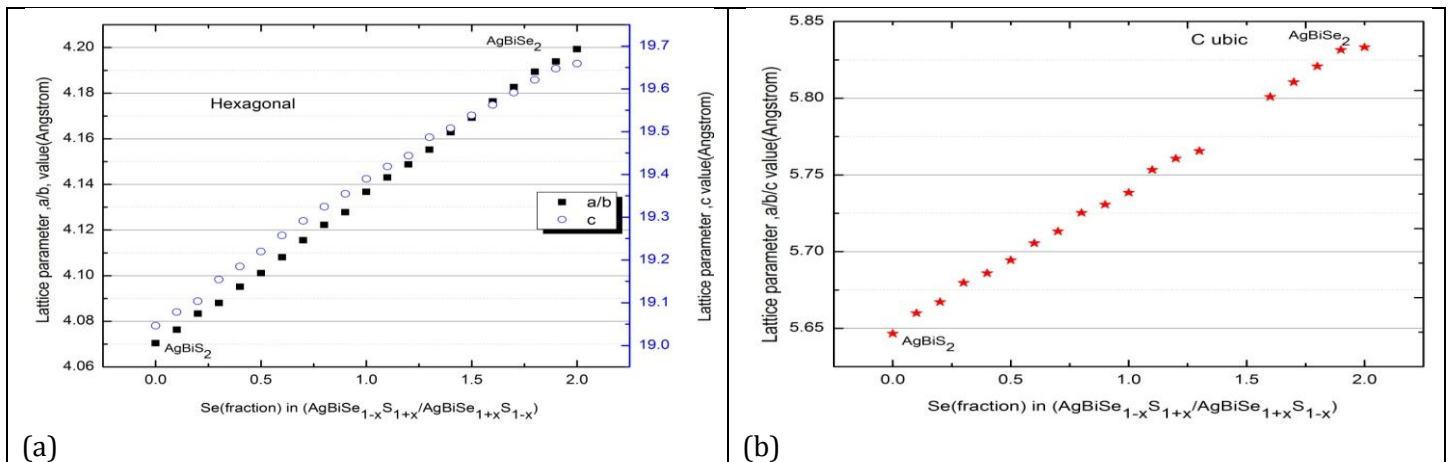 AgBiSe2
Hexagonal
AgBiS2
a/b
c
4.20
4.18
4.16
4.14
4.12
4.10
4.08
4.06
19.7
19.6
19.5
19.4
19.3
19.2
19.1
19.0
0.0 0.5 1.0 1.5 2.0
Lattice parameter ,a/b, value(Angstrom)
Lattice parameter ,c value(Angstrom)
Se(fraction) in (AgBiSe1-xS1+x/AgBiSe1+xS1-x)
(a)
C ubic
AgBiSe2
AgBiS2
5.85
5.80
5.75
5.70
5.65
0.0 0.5 1.0 1.5 2.0
Lattice parameter ,a/b/c value(Angstrom)
Se(fraction) in (AgBiSe1-xS1+x/AgBiSe1+xS1-x)
(b)